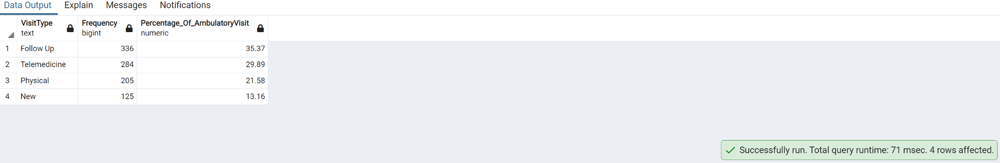 Data Output Explain Messages Notifications
VisitType Frequency Percentage_Of_AmbulatoryVisit
text bigint numeric
1 Follow Up 336 35.37
2 Telemedicine 284 29.89
3 Physical 205 21.58
4 New 125 13.16
Successfully run. Total query runtime: 71 msec. 4 rows affected.